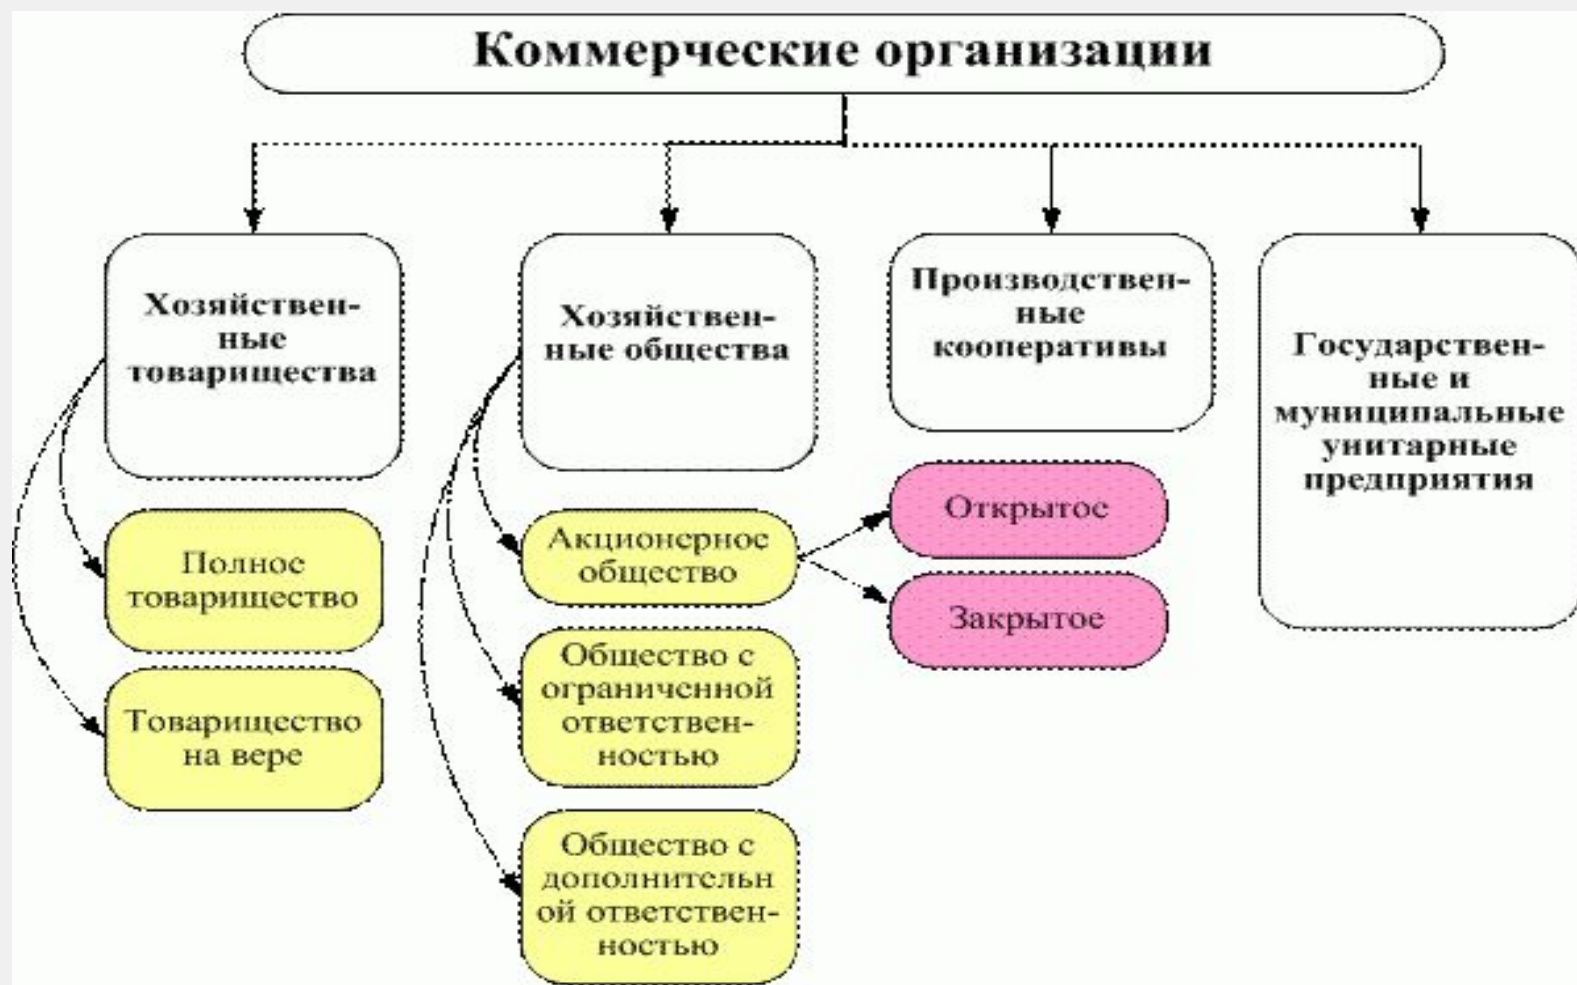 Коммерческие организации
Хозяйствен-
ные
товарищества
Полное
товарищество
Товарищество
на вере
Хозяйствен-
ные общества
Акционерное
общество
Общество с
ограниченной
ответствен-
ностью
Общество с
дополнительн
ой ответствен-
ностью
Производствен-
ные
кооперативы
Открытое
Закрытое
Государствен-
ные и
муниципальные
унитарные
предприятия